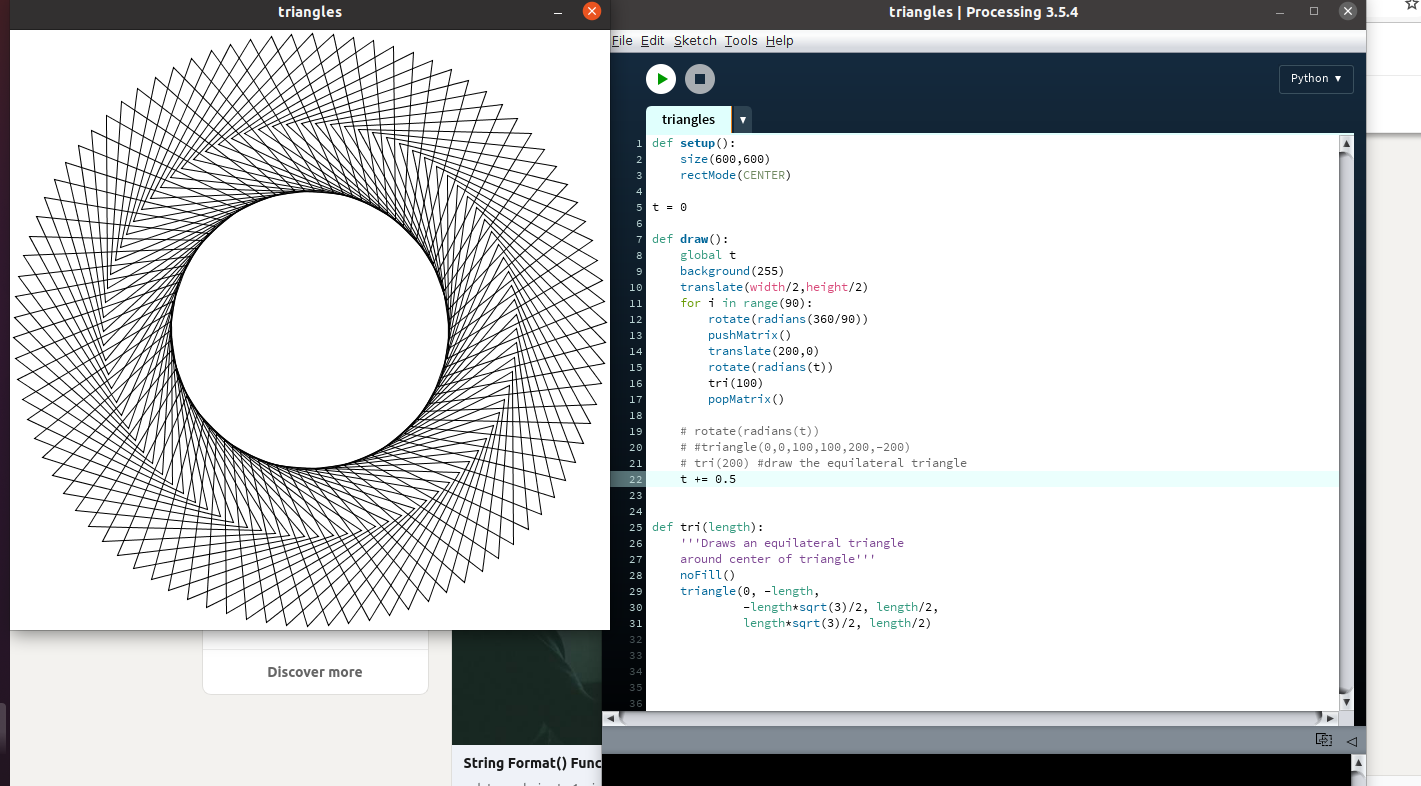 triangles
triangles | Processing 3.5.4
File Edit Sketch Tools Help
Python ▼
triangles ▼
1 def setup():
2     size(600,600)
3     rectMode(CENTER)
4
5 t = 0
6
7 def draw():
8     global t
9     background(255)
10     translate(width/2,height/2)
11     for i in range(90):
12         rotate(radians(360/90))
13         pushMatrix()
14         translate(200,0)
15         rotate(radians(t))
16         tri(100)
17         popMatrix()
18
19     # rotate(radians(t))
20     # #triangle(0,0,100,100,200,-200)
21     # tri(200) #draw the equilateral triangle
22     t += 0.5
23
24
25 def tri(length):
26     '''Draws an equilateral triangle
27     around center of triangle'''
28     noFill()
29     triangle(0, -length,
30              -length*sqrt(3)/2, length/2,
31              length*sqrt(3)/2, length/2)
32
33
34
35
36
Discover more
String Format() Func